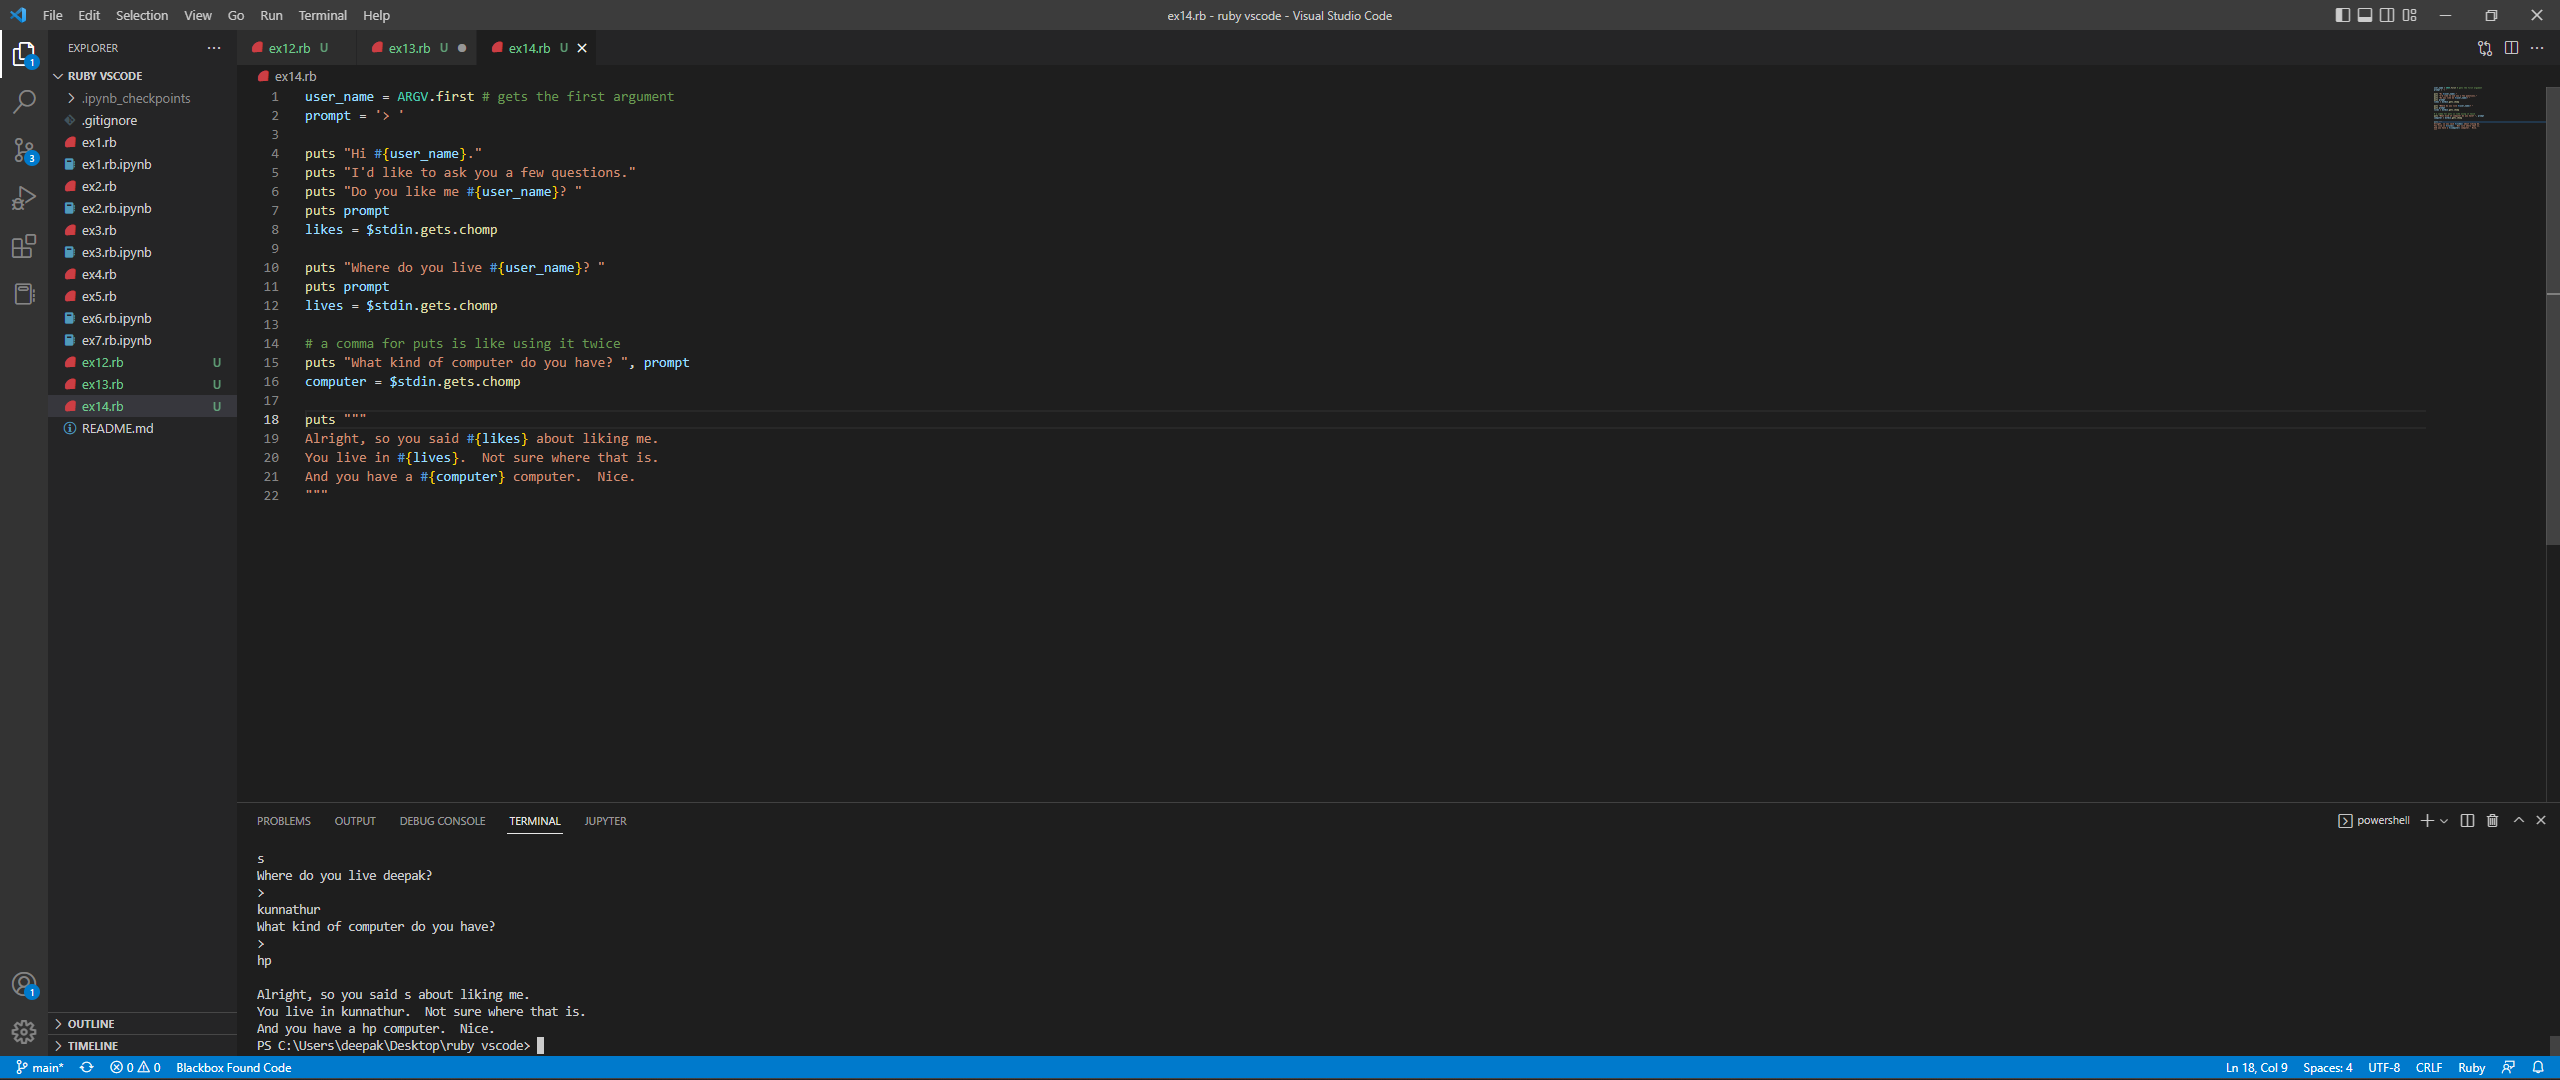 File Edit Selection View Go Run Terminal Help
ex14.rb - ruby vscode - Visual Studio Code
EXPLORER
RUBY VSCODE
.ipynb_checkpoints
.gitignore
ex1.rb
ex1.rb.ipynb
ex2.rb
ex2.rb.ipynb
ex3.rb
ex3.rb.ipynb
ex4.rb
ex5.rb
ex6.rb.ipynb
ex7.rb.ipynb
ex12.rb U
ex13.rb U
ex14.rb U
README.md
OUTLINE
TIMELINE
1
3
1
ex12.rb U ex13.rb U ex14.rb U
ex14.rb
1 user_name = ARGV.first # gets the first argument
2 prompt = '> '
3
4 puts "Hi #{user_name}."
5 puts "I'd like to ask you a few questions."
6 puts "Do you like me #{user_name}? "
7 puts prompt
8 likes = $stdin.gets.chomp
9
10 puts "Where do you live #{user_name}? "
11 puts prompt
12 lives = $stdin.gets.chomp
13
14 # a comma for puts is like using it twice
15 puts "What kind of computer do you have? ", prompt
16 computer = $stdin.gets.chomp
17
18 puts """
19 Alright, so you said #{likes} about liking me.
20 You live in #{lives}.  Not sure where that is.
21 And you have a #{computer} computer.  Nice.
22 """
PROBLEMS OUTPUT DEBUG CONSOLE TERMINAL JUPYTER
powershell
s
Where do you live deepak?
>
kunnathur
What kind of computer do you have?
>
hp
Alright, so you said s about liking me.
You live in kunnathur.  Not sure where that is.
And you have a hp computer.  Nice.
PS C:\Users\deepak\Desktop\ruby vscode>
main* 0 0 Blackbox Found Code
Ln 18, Col 9 Spaces: 4 UTF-8 CRLF Ruby